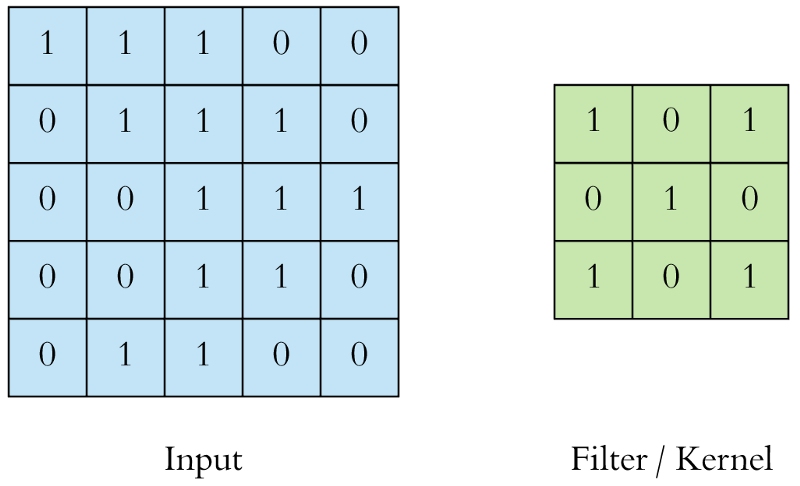 1 1 1 0 0
0 1 1 1 0
0 0 1 1 1
0 0 1 1 0
0 1 1 0 0
Input
1 0 1
0 1 0
1 0 1
Filter / Kernel